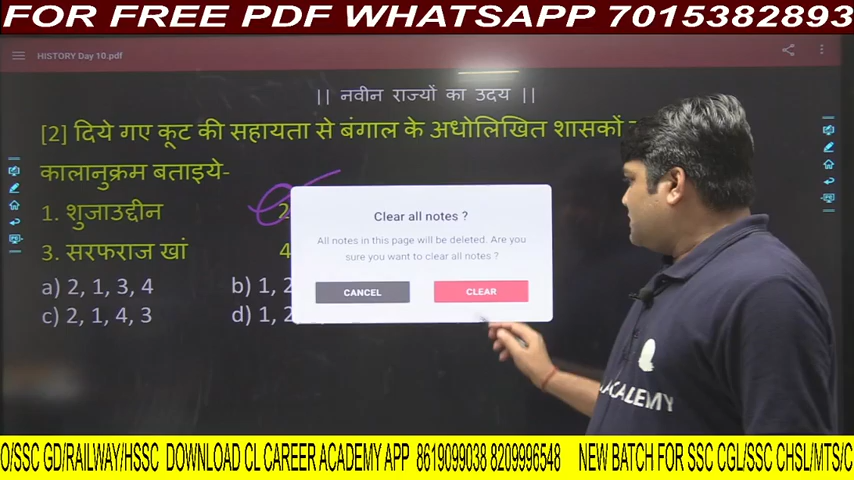 FOR FREE PDF WHATSAPP 7015382893
HISTORY Day 10.pdf
|| नवीन राज्यों का उदय ||
[2] दिये गए कूट की सहायता से बंगाल के अधोलिखित शासकों
कालानुक्रम बताइये-
1. शुजाउद्दीन 2
3. सरफराज खां 4
a) 2, 1, 3, 4 b) 1, 2
c) 2, 1, 4, 3 d) 1, 2
Clear all notes ?
All notes in this page will be deleted. Are you
sure you want to clear all notes ?
CANCEL CLEAR
ACADEMY
O/SSC GD/RAILWAY/HSSC DOWNLOAD CL CAREER ACADEMY APP 8619099038 8209996548 NEW BATCH FOR SSC CGL/SSC CHSL/MTS/C